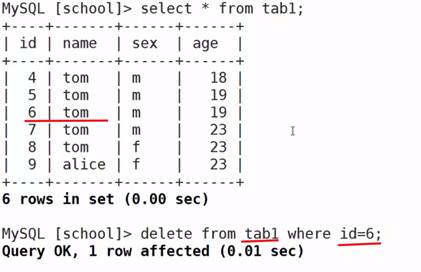 MySQL [school]> select * from tab1;
+----+-------+------+------+
| id | name  | sex  | age  |
+----+-------+------+------+
|  4 | tom   | m    |   18 |
|  5 | tom   | m    |   19 |
|  6 | tom   | m    |   19 |
|  7 | tom   | m    |   23 |
|  8 | tom   | f    |   23 |
|  9 | alice | f    |   23 |
+----+-------+------+------+
6 rows in set (0.00 sec)
MySQL [school]> delete from tab1 where id=6;
Query OK, 1 row affected (0.01 sec)